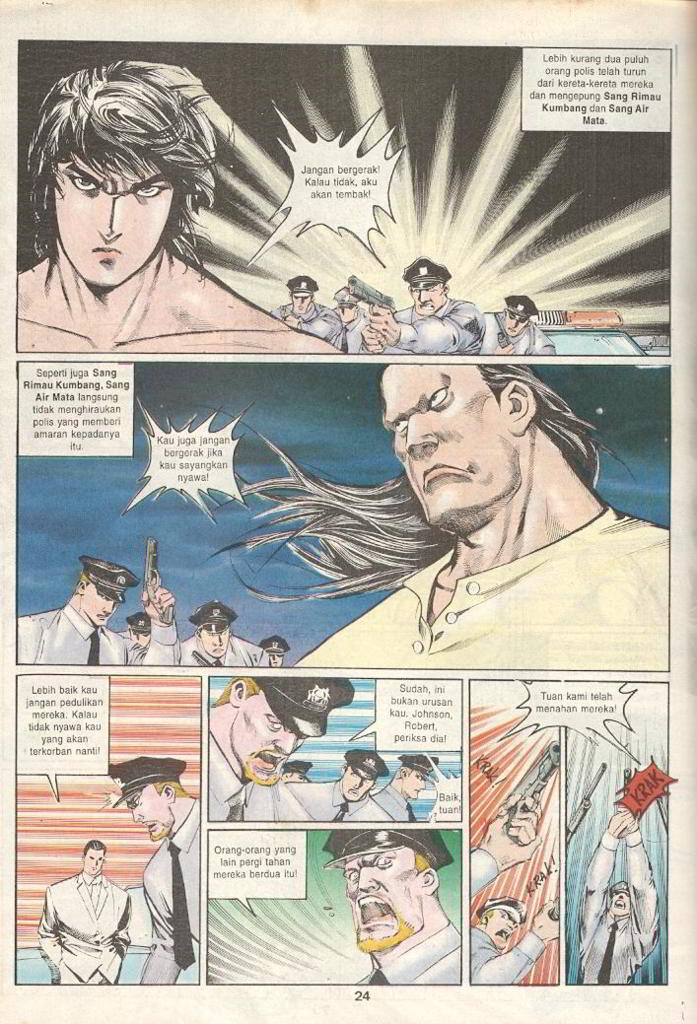 Lebih kurang dua puluh
orang polis telah turun
dari kereta-kereta mereka
dan mengepung Sang Rimau
Kumbang dan Sang Air
Mata.
Jangan bergerak!
Kalau tidak, aku
akan tembak!
Seperti juga Sang
Rimau Kumbang, Sang
Air Mata langsung
tidak menghiraukan
polis yang memberi
amaran kepadanya
itu.
Kau juga jangan
bergerak jika
kau sayangkan
nyawa!
Lebih baik kau
jangan pedulikan
mereka. Kalau
tidak nyawa kau
yang akan
terkorban nanti!
Sudah, ini
bukan urusan
kau. Johnson,
Robert,
periksa dia!
Baik,
tuan!
Orang-orang yang
lain pergi tahan
mereka berdua itu!
Tuan kami telah
menahan mereka!
KRAK!
KRAK!
KRAK
24